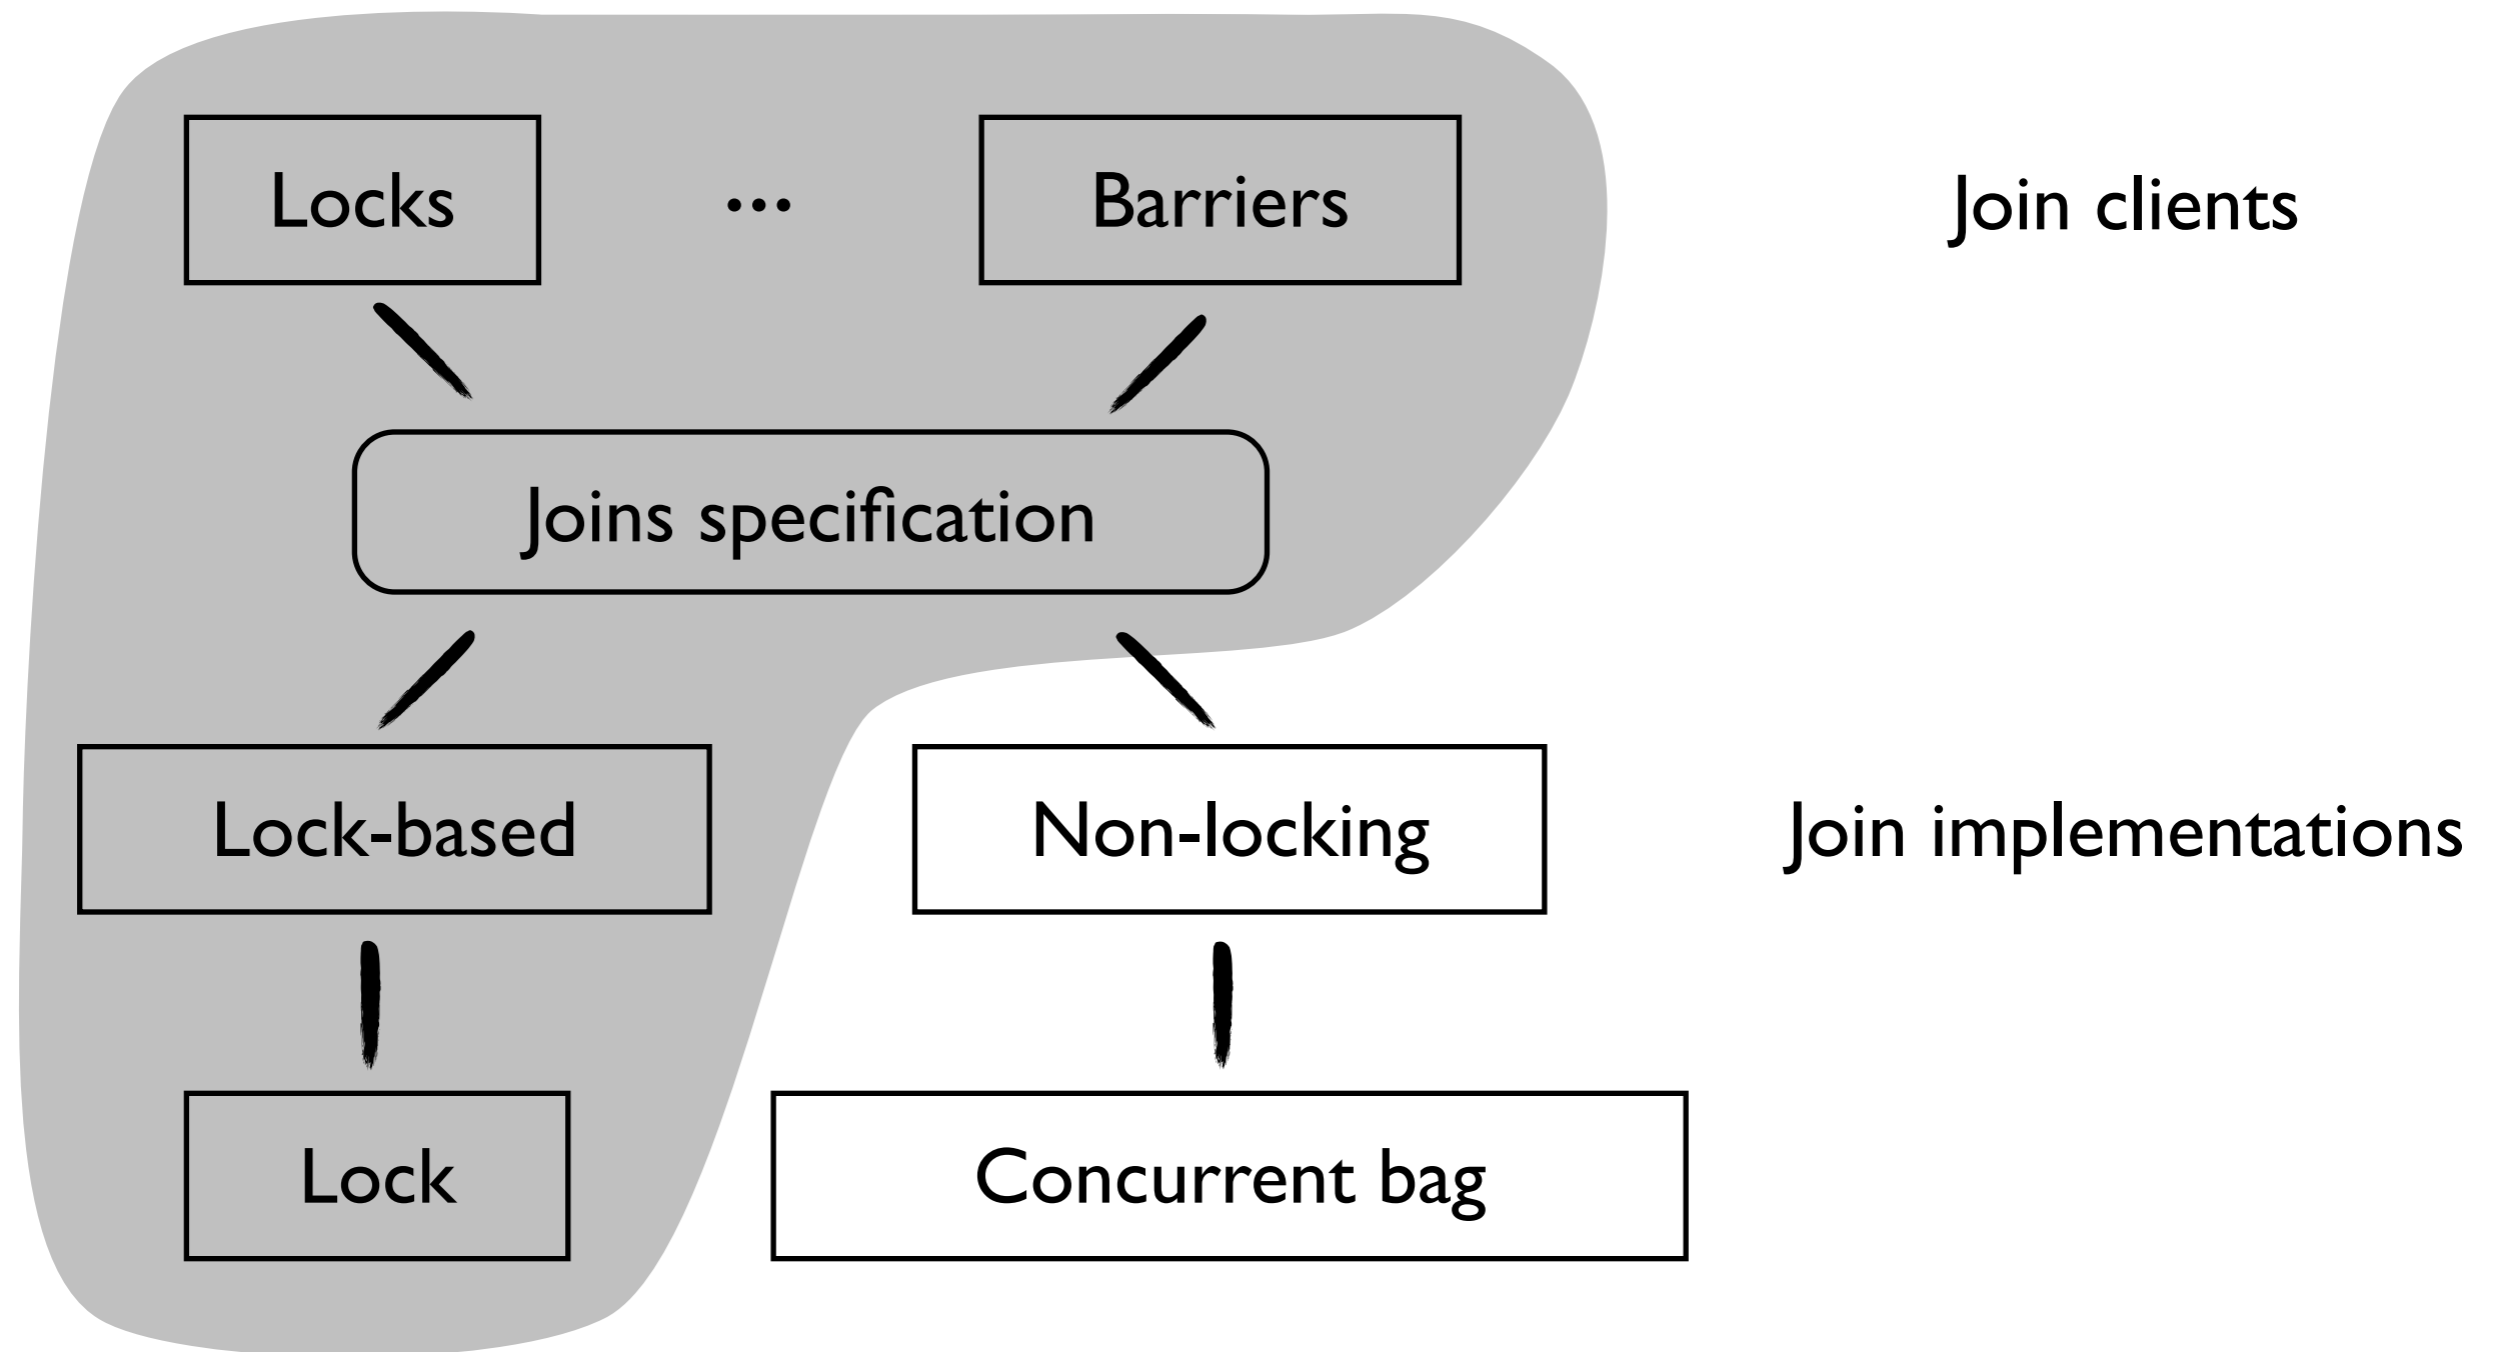 Locks
...
Barriers
Join clients
Joins specification
Lock-based
Non-locking
Join implementations
Lock
Concurrent bag